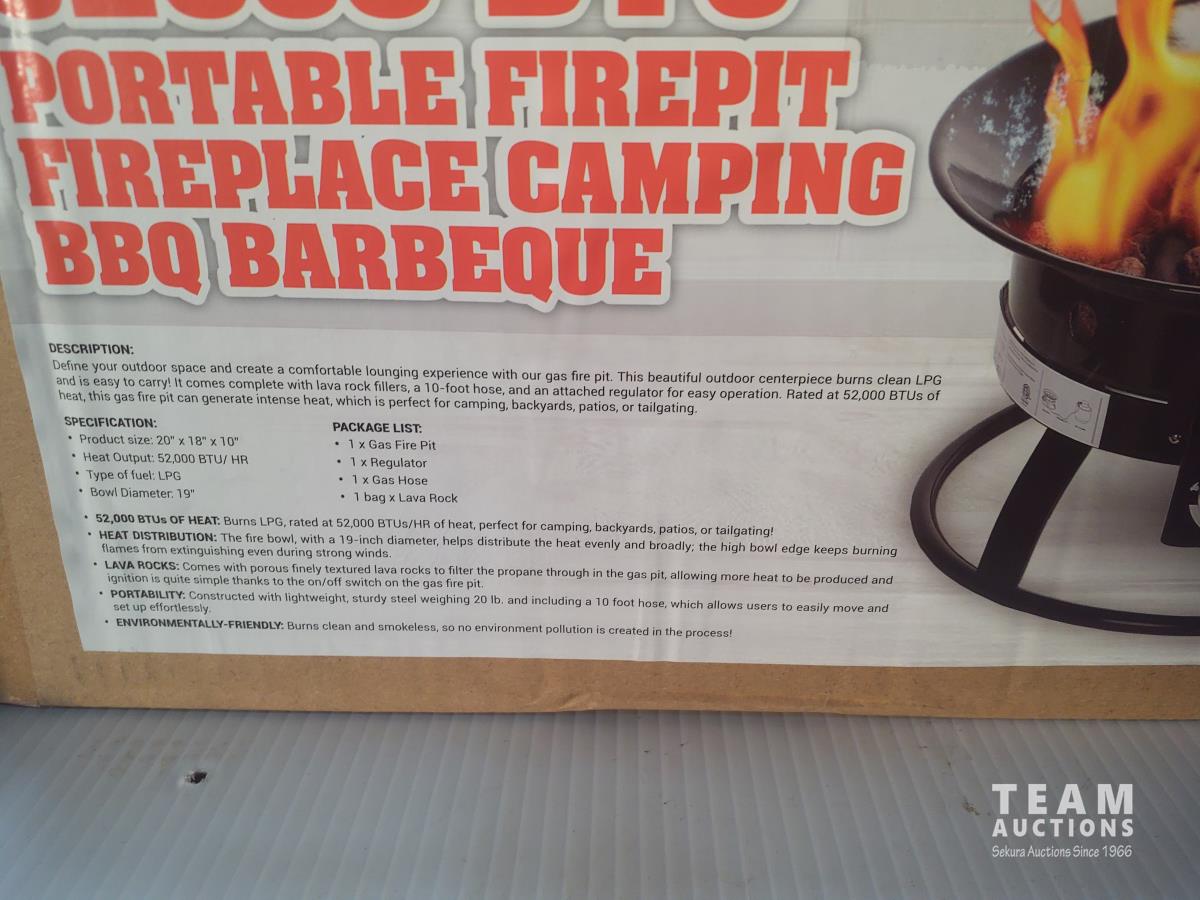 PORTABLE FIREPIT
FIREPLACE CAMPING
BBQ BARBEQUE
DESCRIPTION:
Define your outdoor space and create a comfortable lounging experience with our gas fire pit. This beautiful outdoor centerpiece burns clean LPG
and is easy to carry! It comes complete with lava rock fillers, a 10-foot hose, and an attached regulator for easy operation. Rated at 52,000 BTUs of
heat, this gas fire pit can generate intense heat, which is perfect for camping, backyards, patios, or tailgating.
SPECIFICATION:
• Product size: 20" x 18" x 10"
• Heat Output: 52,000 BTU/ HR
• Type of fuel: LPG
• Bowl Diameter: 19"
PACKAGE LIST:
• 1 x Gas Fire Pit
• 1 x Regulator
• 1 x Gas Hose
• 1 bag x Lava Rock
• 52,000 BTUs OF HEAT: Burns LPG, rated at 52,000 BTUs/HR of heat, perfect for camping, backyards, patios, or tailgating!
• HEAT DISTRIBUTION: The fire bowl, with a 19-inch diameter, helps distribute the heat evenly and broadly; the high bowl edge keeps burning
flames from extinguishing even during strong winds.
• LAVA ROCKS: Comes with porous finely textured lava rocks to filter the propane through in the gas pit, allowing more heat to be produced and
ignition is quite simple thanks to the on/off switch on the gas fire pit.
• PORTABILITY: Constructed with lightweight, sturdy steel weighing 20 lb. and including a 10 foot hose, which allows users to easily move and
set up effortlessly.
• ENVIRONMENTALLY-FRIENDLY: Burns clean and smokeless, so no environment pollution is created in the process!
TEAM
AUCTIONS
Sekura Auctions Since 1966